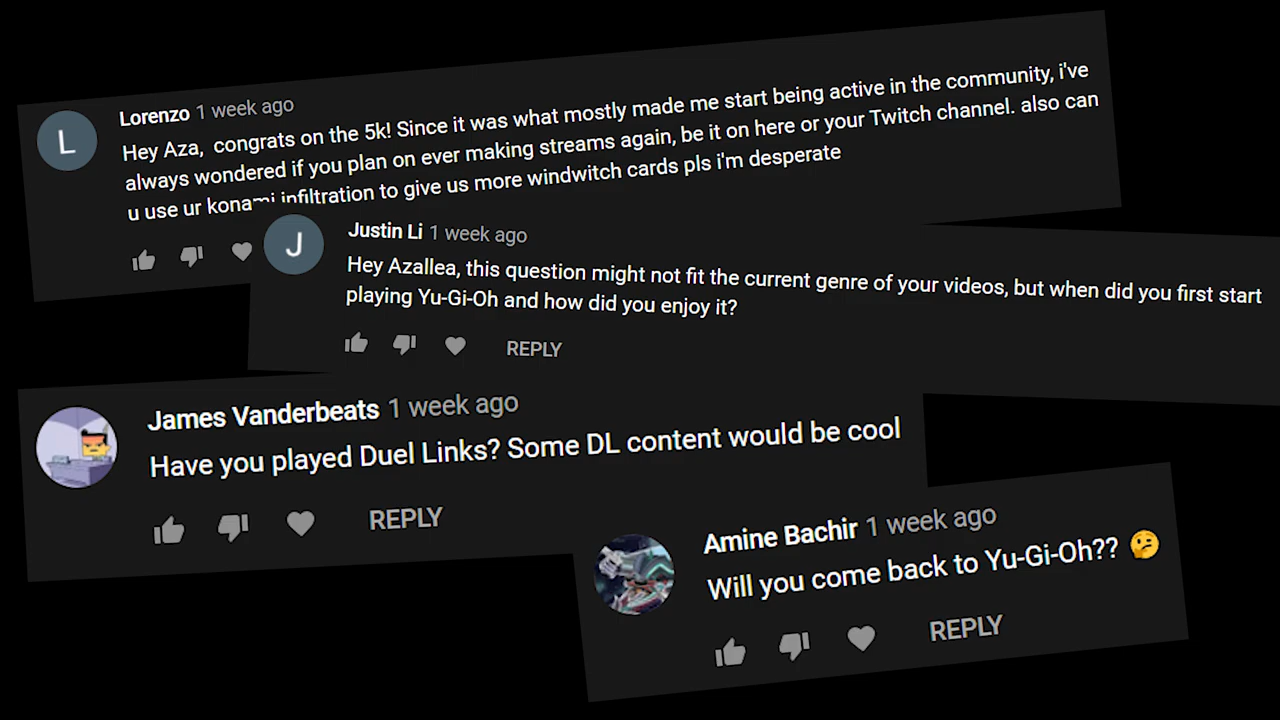 L
Lorenzo 1 week ago
Hey Aza, congrats on the 5k! Since it was what mostly made me start being active in the community, i've
always wondered if you plan on ever making streams again, be it on here or your Twitch channel. also can
u use ur konami infiltration to give us more windwitch cards pls i'm desperate
J
Justin Li 1 week ago
Hey Azallea, this question might not fit the current genre of your videos, but when did you first start
playing Yu-Gi-Oh and how did you enjoy it?
REPLY
James Vanderbeats 1 week ago
Have you played Duel Links? Some DL content would be cool
REPLY
Amine Bachir 1 week ago
Will you come back to Yu-Gi-Oh?? 🤔
REPLY